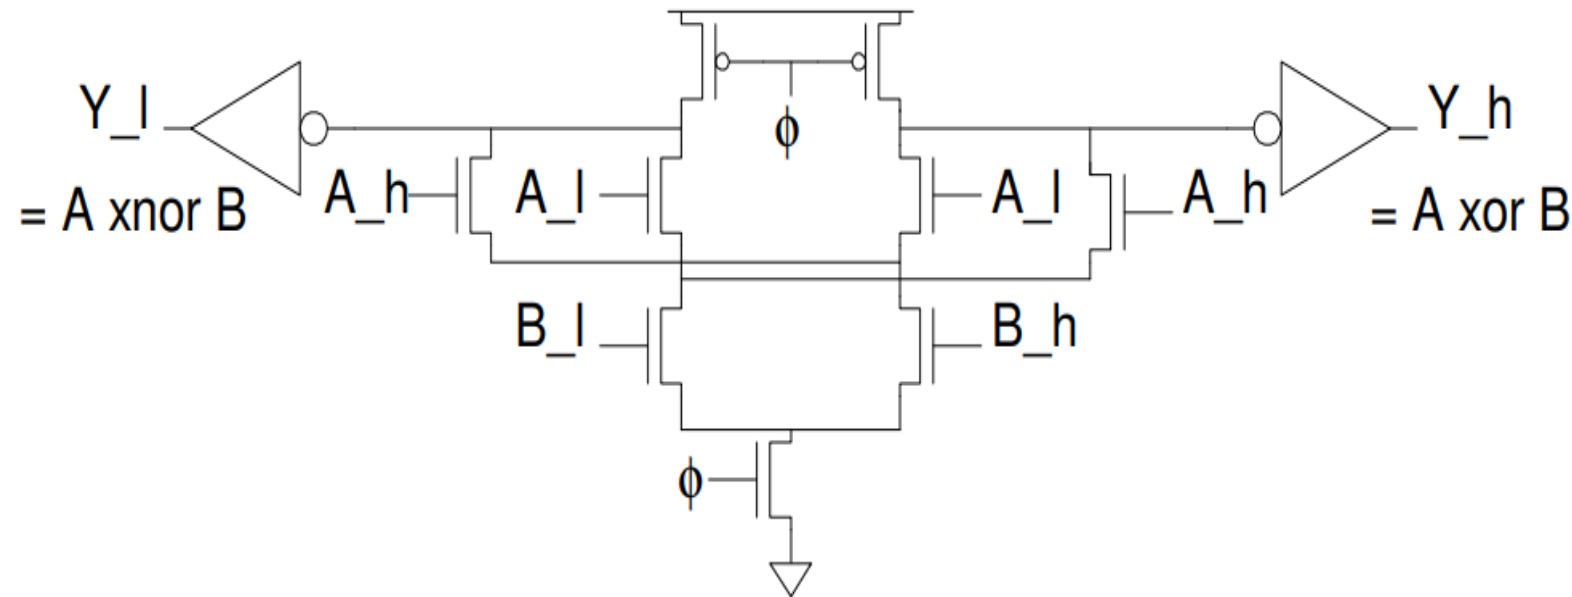 Y_l
= A xnor B
A_h
A_l
ϕ
A_l
A_h
Y_h
= A xor B
B_l
B_h
ϕ